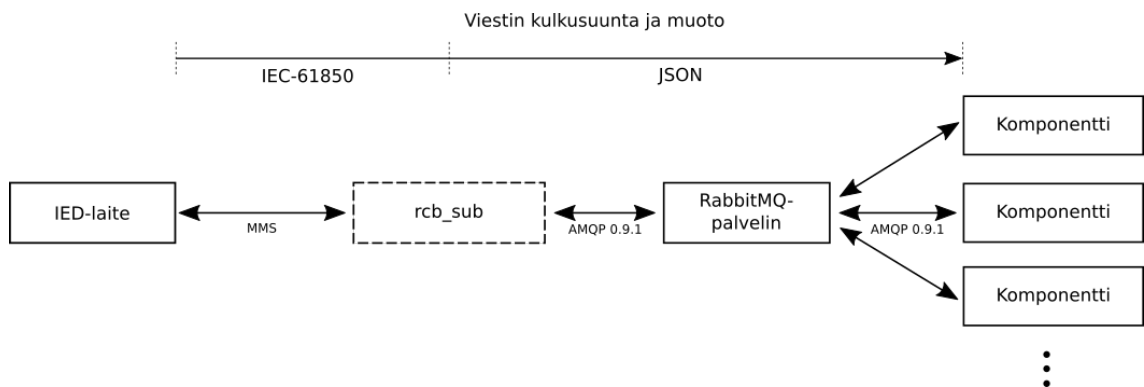 Viestin kulkusuunta ja muoto
IEC-61850
JSON
Komponentti
IED-laite
MMS
rcb_sub
AMQP 0.9.1
RabbitMQ-
palvelin
AMQP 0.9.1
Komponentti
Komponentti